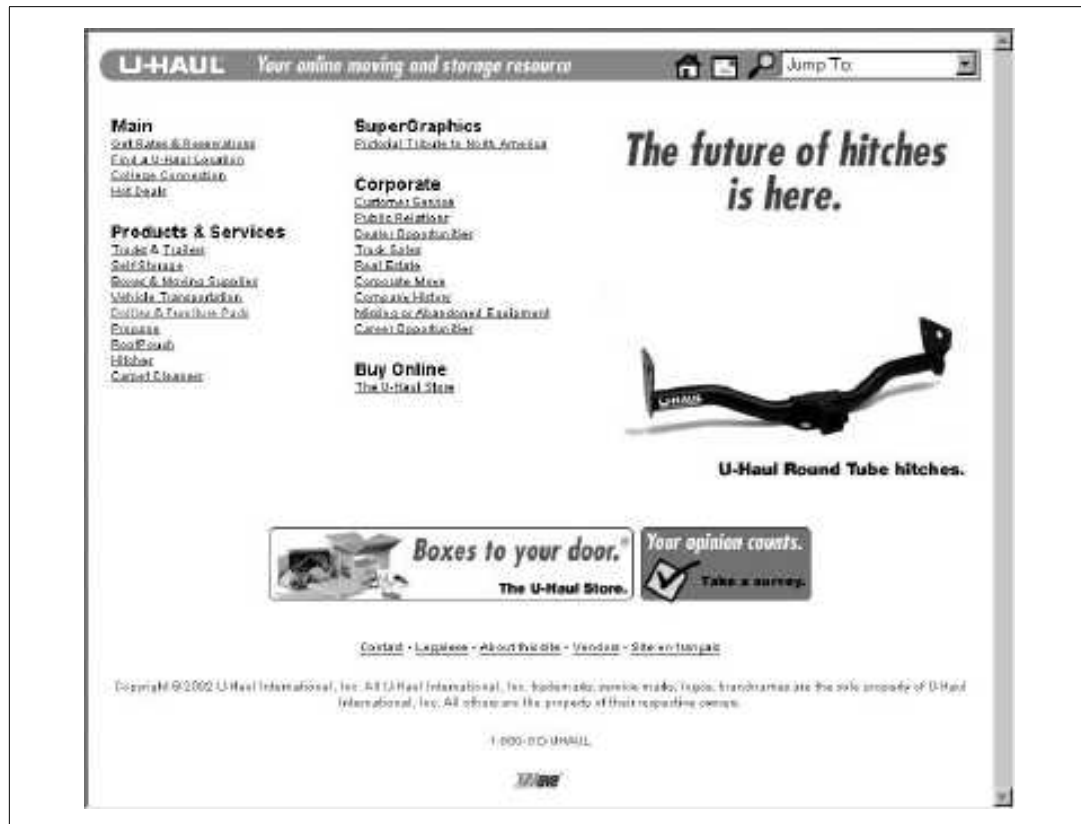 U-HAUL Your online moving and storage resource
Jump To:
Main
Get Rates & Reservations
Find a U-Haul Location
College Connection
Hot Deals
Products & Services
Trucks & Trailers
Self Storage
Boxes & Moving Supplies
Vehicle Transportation
Dollies & Furniture Pads
Propane
RoofPouch
Hitches
Carpet Cleaners
SuperGraphics
Pictorial Tribute to North America
Corporate
Customer Service
Public Relations
Dealer Opportunities
Truck Sales
Real Estate
Corporate Move
Company History
Missing or Abandoned Equipment
Career Opportunities
Buy Online
The U-Haul Store
The future of hitches
is here.
U-HAUL
U-Haul Round Tube hitches.
Boxes to your door.®
The U-Haul Store.
Your opinion counts.
Take a survey.
Contact - Legalese - About this site - Vendors - Site en français
Copyright ©2002 U-Haul International, Inc. All U-Haul International, Inc. trademarks, service marks, logos, brandnames are the sole property of U-Haul
International, Inc. All others are the property of their respective owners.
1-800-GO-UHAUL